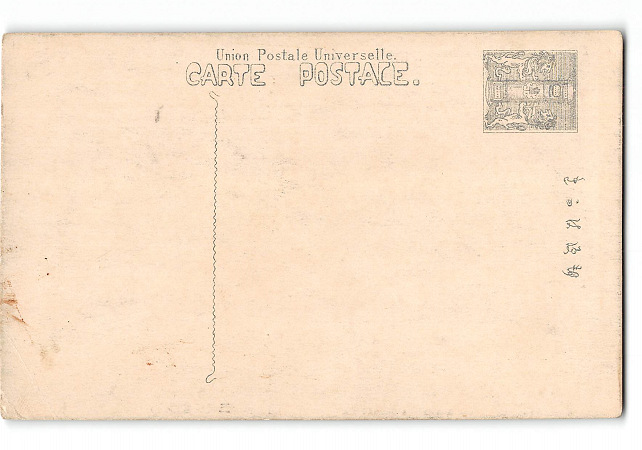 Union Postale Universelle.
CARTE POSTALE.